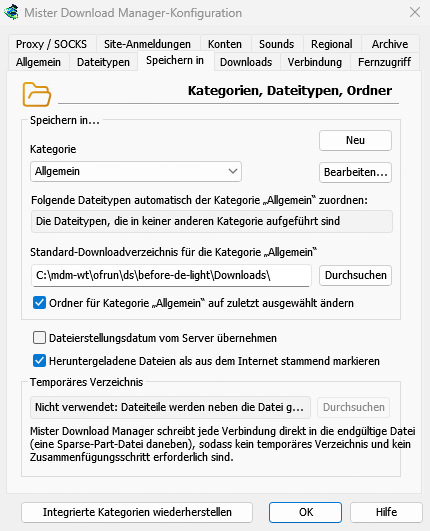 Mister Download Manager-Konfiguration
Proxy / SOCKS
Site-Anmeldungen
Konten
Sounds
Regional
Archive
Allgemein
Dateitypen
Speichern in
Downloads
Verbindung
Fernzugriff
Kategorien, Dateitypen, Ordner
Speichern in...
Neu
Kategorie
Allgemein
Bearbeiten...
Folgende Dateitypen automatisch der Kategorie „Allgemein“ zuordnen:
Die Dateitypen, die in keiner anderen Kategorie aufgeführt sind
Standard-Downloadverzeichnis für die Kategorie „Allgemein“
C:\mdm-wt\ofrun\ds\before-de-light\Downloads\
Durchsuchen
Ordner für Kategorie „Allgemein“ auf zuletzt ausgewählt ändern
Dateierstellungsdatum vom Server übernehmen
Heruntergeladene Dateien als aus dem Internet stammend markieren
Temporäres Verzeichnis
Nicht verwendet: Dateiteile werden neben die Datei g...
Durchsuchen
Mister Download Manager schreibt jede Verbindung direkt in die endgültige Datei
(eine Sparse-Part-Datei daneben), sodass kein temporäres Verzeichnis und kein
Zusammenfügungsschritt erforderlich sind.
Integrierte Kategorien wiederherstellen
OK
Hilfe